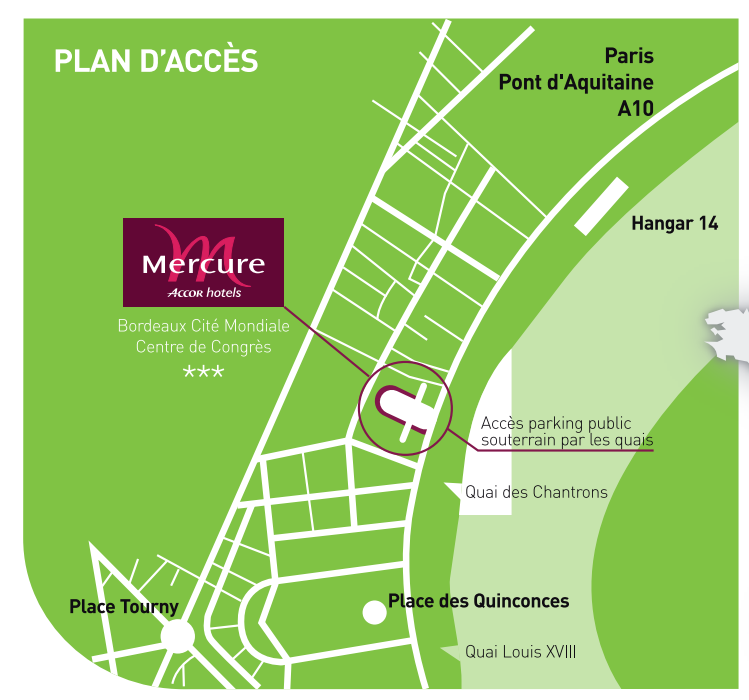 PLAN D'ACCÈS
Paris
Pont d'Aquitaine
A10
Hangar 14
Mercure
ACCOR hotels
Bordeaux Cité Mondiale
Centre de Congrès
***
Accès parking public
souterrain par les quais
Quai des Chantrons
Place Tourny
Place des Quinconces
Quai Louis XVIII